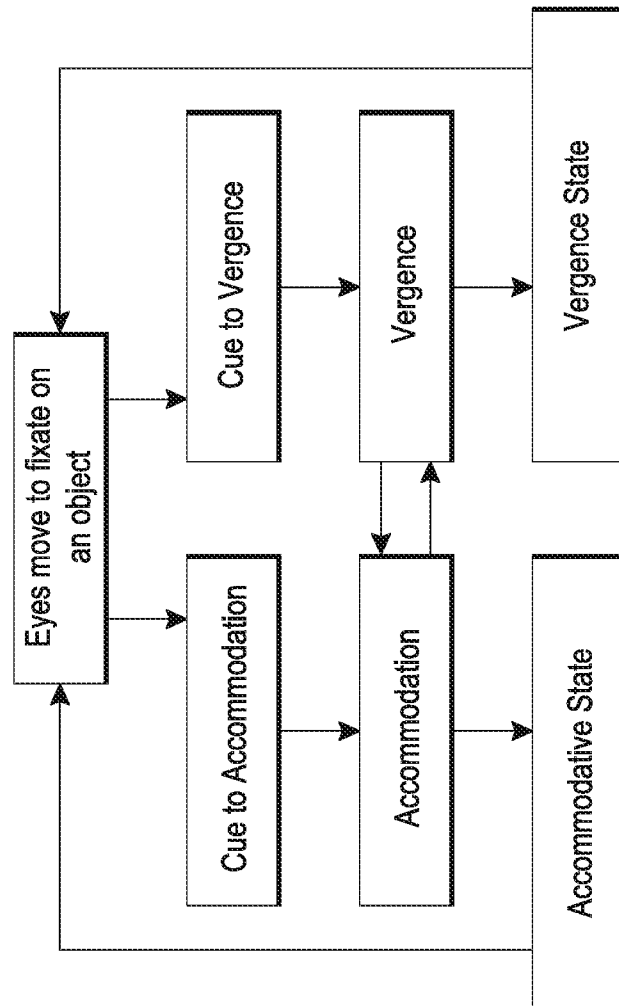 Eyes move to fixate on
an object
Cue to Accommodation
Cue to Vergence
Accommodation
Vergence
Accommodative State
Vergence State